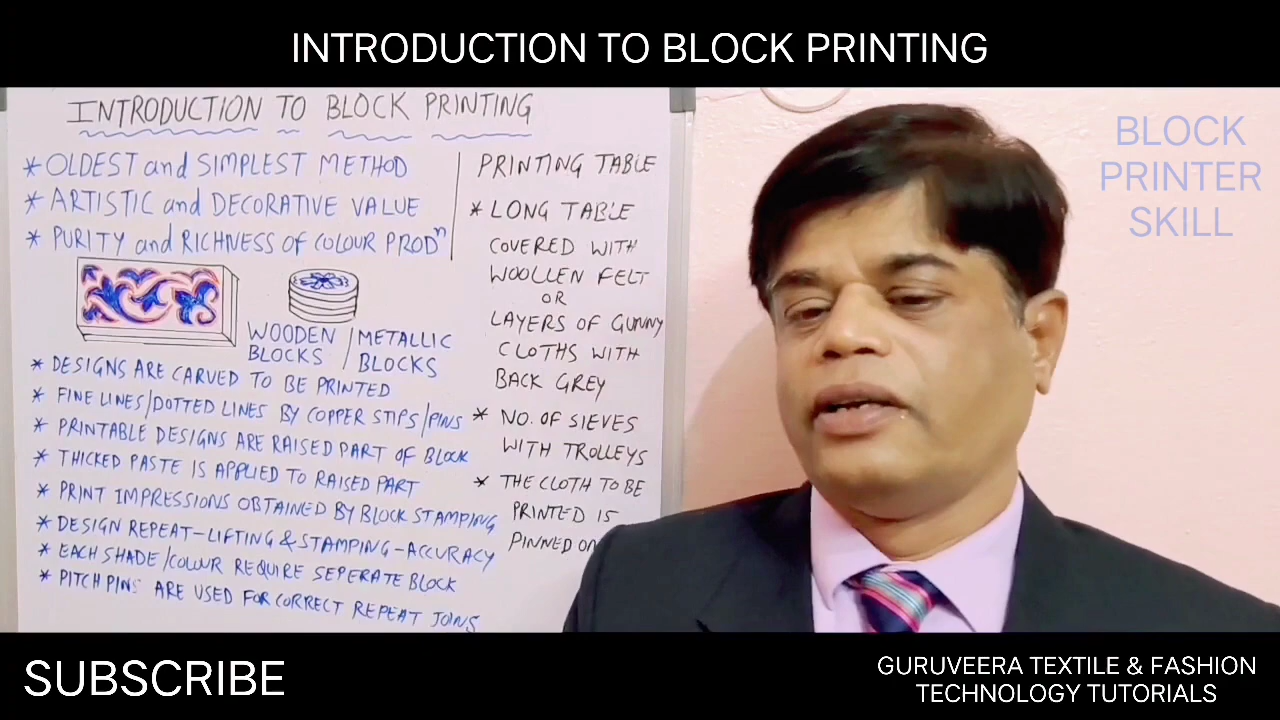 INTRODUCTION TO BLOCK PRINTING
INTRODUCTION TO BLOCK PRINTING
* OLDEST and SIMPLEST METHOD
* ARTISTIC and DECORATIVE VALUE
* PURITY and RICHNESS OF COLOUR PRODⁿ
WOODEN / METALLIC
BLOCKS BLOCKS
* DESIGNS ARE CARVED TO BE PRINTED
* FINE LINES/DOTTED LINES BY COPPER STIPS/PINS
* PRINTABLE DESIGNS ARE RAISED PART OF BLOCK
* THICKED PASTE IS APPLIED TO RAISED PART
* PRINT IMPRESSIONS OBTAINED BY BLOCK STAMPING
* DESIGN REPEAT-LIFTING & STAMPING-ACCURACY
* EACH SHADE/COLOUR REQUIRE SEPERATE BLOCK
* PITCH PINS ARE USED FOR CORRECT REPEAT JOINS
PRINTING TABLE
* LONG TABLE
COVERED WITH
WOOLLEN FELT
OR
LAYERS OF GUNNY
CLOTHS WITH
BACK GREY
* NO. OF SIEVES
WITH TROLLEYS
* THE CLOTH TO BE
PRINTED IS
PINNED ON
BLOCK
PRINTER
SKILL
SUBSCRIBE
GURUVEERA TEXTILE & FASHION
TECHNOLOGY TUTORIALS